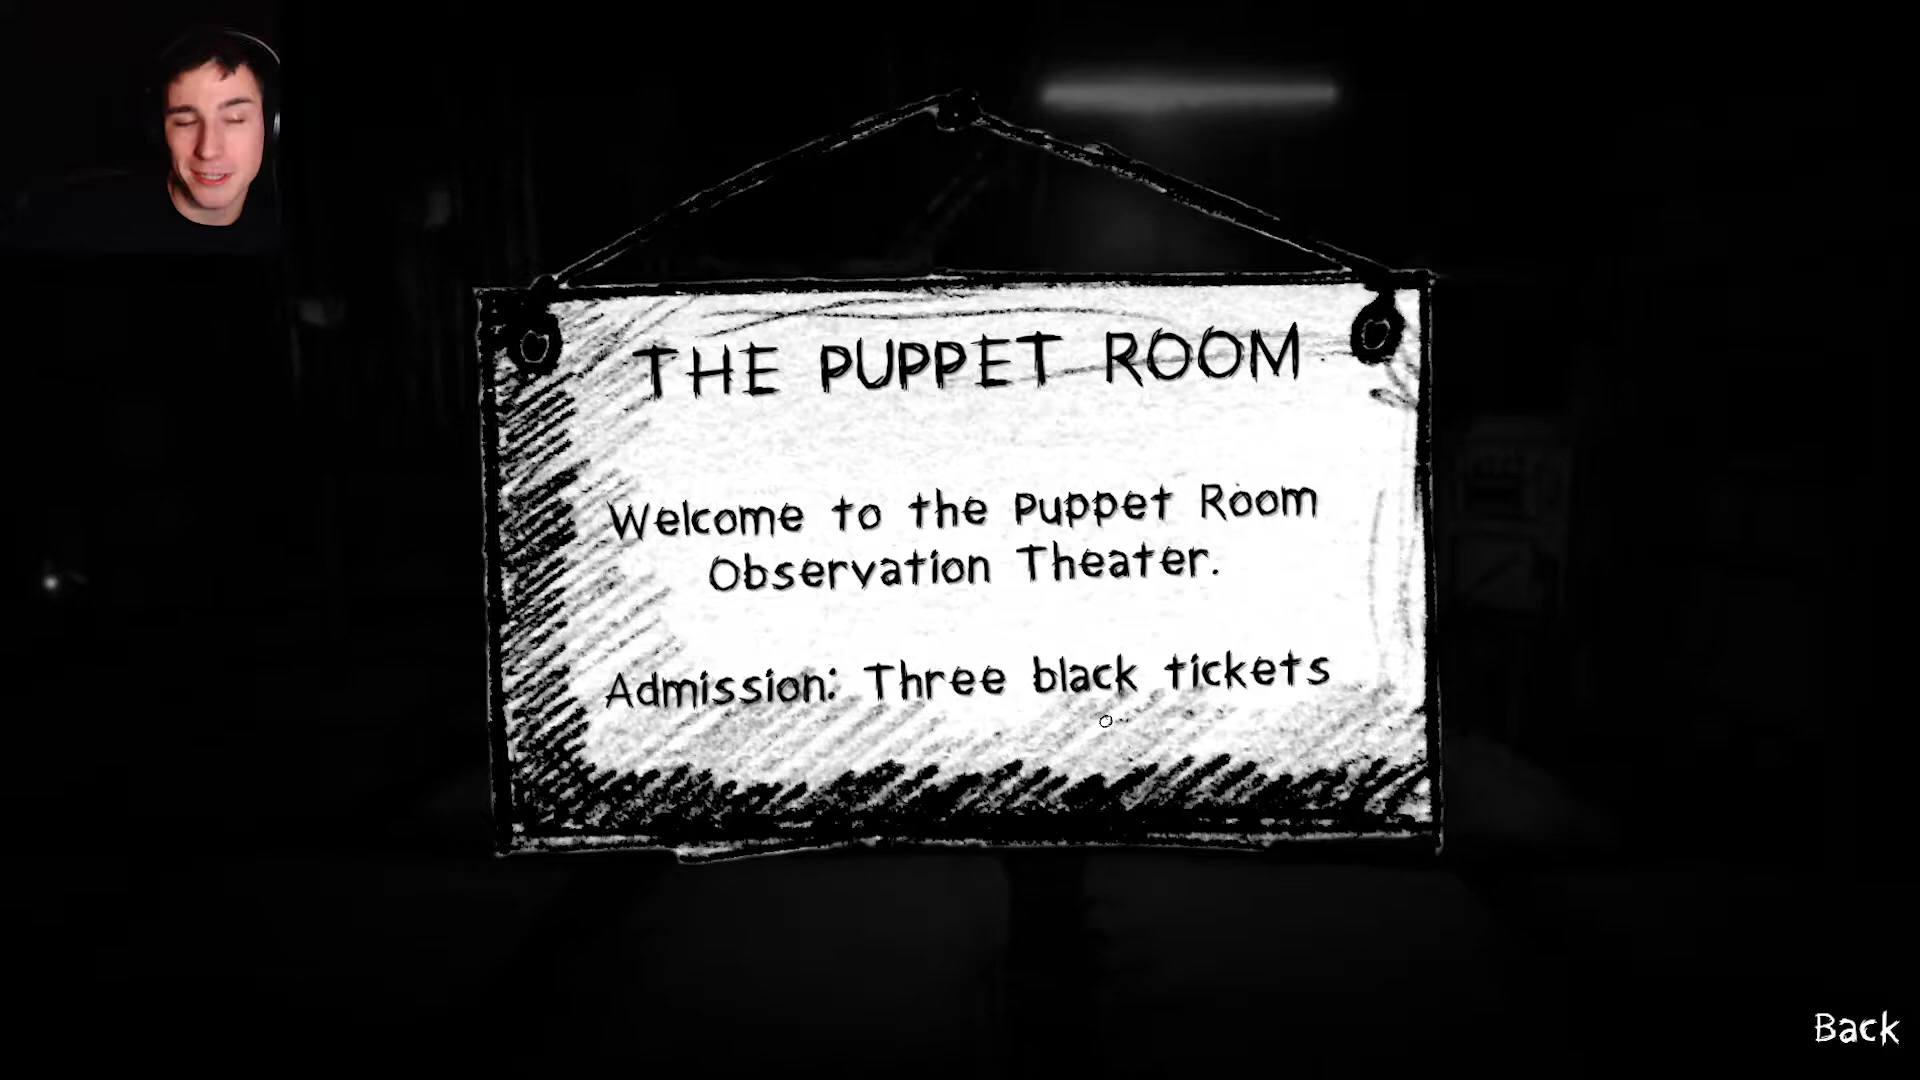 THE PUPPET ROOM
Welcome to the Puppet Room
Observation Theater.
Admission: Three black tickets
Back